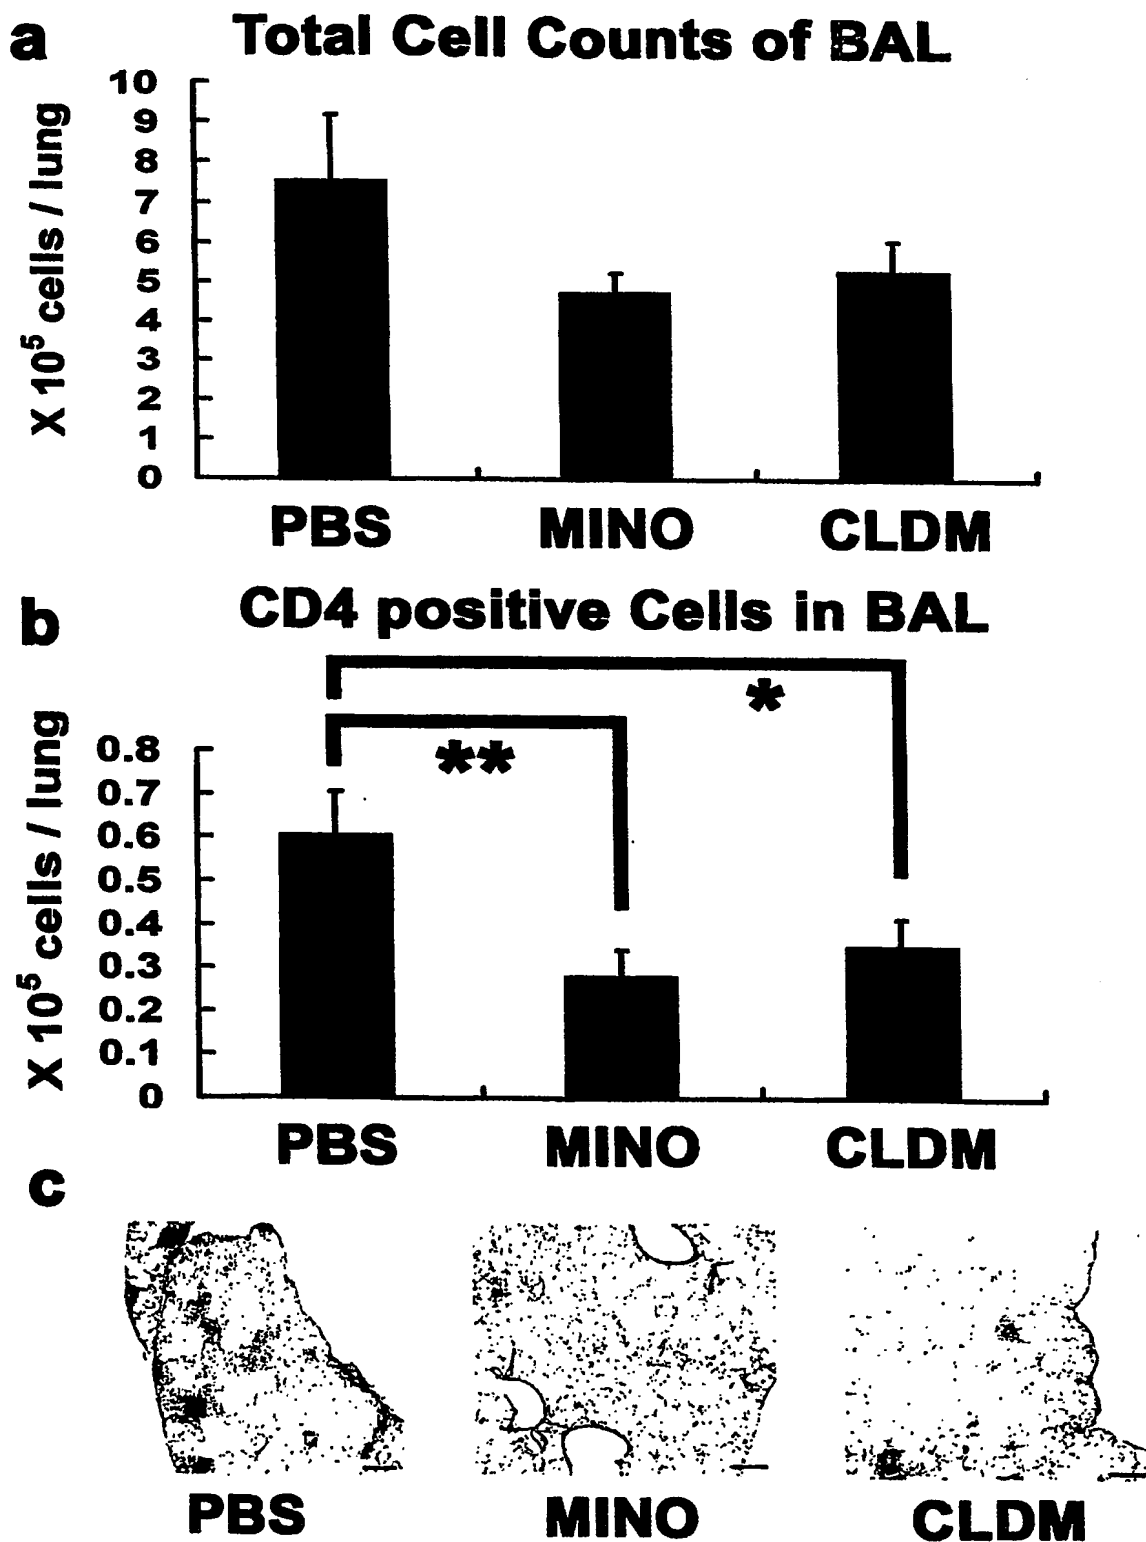 a Total Cell Counts of BAL
X 10⁵ cells / lung
10
9
8
7
6
5
4
3
2
1
0
PBS MINO CLDM
b CD4 positive Cells in BAL
*
**
X 10⁵ cells / lung
0.8
0.7
0.6
0.5
0.4
0.3
0.2
0.1
0
PBS MINO CLDM
c
PBS MINO CLDM